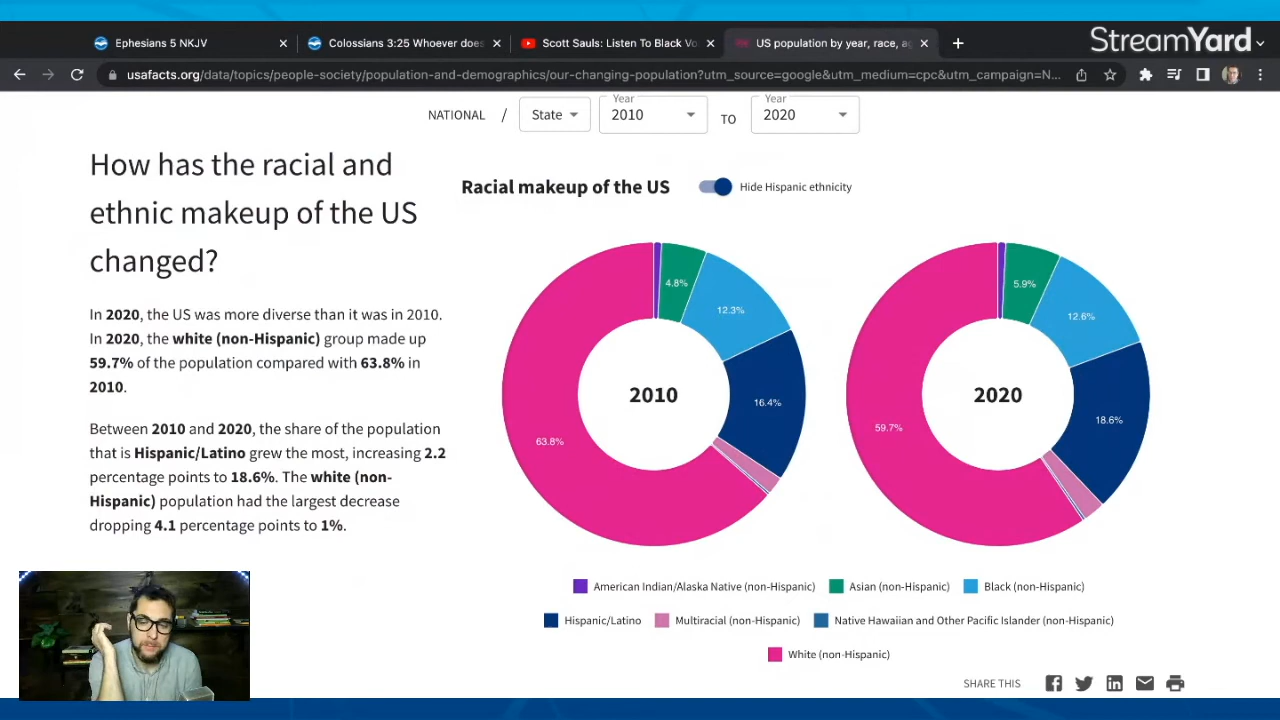 Ephesians 5 NKJV
Colossians 3:25 Whoever does
Scott Sauls: Listen To Black Vo
US population by year, race, ag
StreamYard
usafacts.org/data/topics/people-society/population-and-demographics/our-changing-population?utm_source=google&utm_medium=cpc&utm_campaign=N...
NATIONAL / State
Year
2010
TO
Year
2020
How has the racial and
ethnic makeup of the US
changed?
In 2020, the US was more diverse than it was in 2010.
In 2020, the white (non-Hispanic) group made up
59.7% of the population compared with 63.8% in
2010.
Between 2010 and 2020, the share of the population
that is Hispanic/Latino grew the most, increasing 2.2
percentage points to 18.6%. The white (non-
Hispanic) population had the largest decrease
dropping 4.1 percentage points to 1%.
Racial makeup of the US
Hide Hispanic ethnicity
4.8%
12.3%
16.4%
63.8%
2010
5.9%
12.6%
18.6%
59.7%
2020
American Indian/Alaska Native (non-Hispanic)
Asian (non-Hispanic)
Black (non-Hispanic)
Hispanic/Latino
Multiracial (non-Hispanic)
Native Hawaiian and Other Pacific Islander (non-Hispanic)
White (non-Hispanic)
SHARE THIS